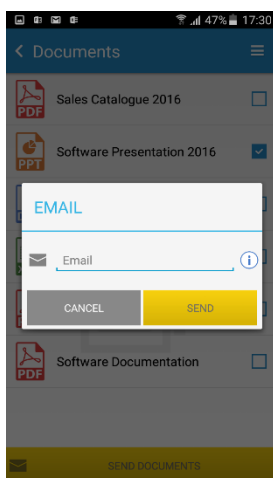 47% 17:30
Documents
PDF Sales Catalogue 2016
PPT Software Presentation 2016
EMAIL
Email
CANCEL SEND
PDF Software Documentation
SEND DOCUMENTS